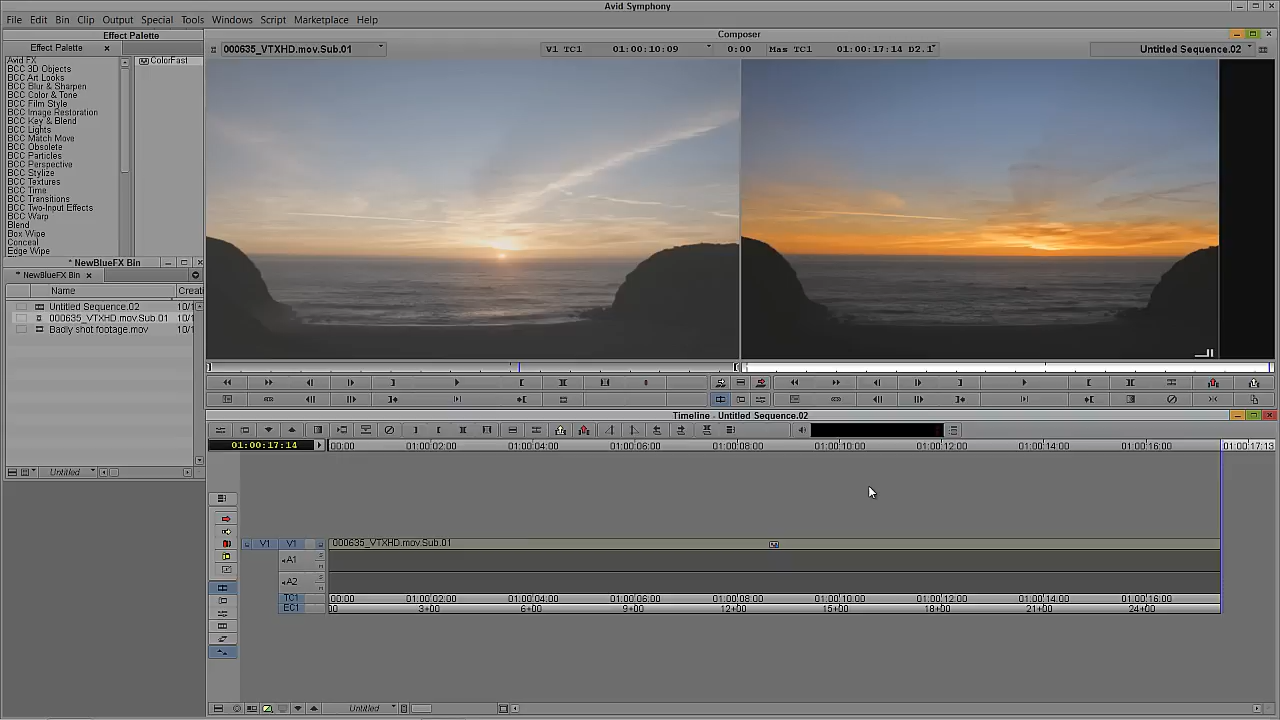 Avid Symphony
File Edit Bin Clip Output Special Tools Windows Script Marketplace Help
Effect Palette
Effect Palette
Avid FX
BCC 3D Objects
BCC Art Looks
BCC Blur & Sharpen
BCC Color & Tone
BCC Film Style
BCC Image Restoration
BCC Key & Blend
BCC Lights
BCC Match Move
BCC Obsolete
BCC Particles
BCC Perspective
BCC Stylize
BCC Textures
BCC Time
BCC Transitions
BCC Two-Input Effects
BCC Warp
Blend
Box Wipe
Conceal
Edge Wipe
ColorFast
* NewBlueFX Bin
* NewBlueFX Bin
Name Creati
Untitled Sequence.02 10/1
000635_VTXHD.mov.Sub.01 10/1
Badly shot footage.mov 10/1
Untitled
Composer
000635_VTXHD.mov.Sub.01 V1 TC1 01:00:10:09 0:00 Mas TC1 01:00:17:14 D2.1 Untitled Sequence.02
Timeline - Untitled Sequence.02
01:00:17:14 00:00 01:00:02:00 01:00:04:00 01:00:06:00 01:00:08:00 01:00:10:00 01:00:12:00 01:00:14:00 01:00:16:00 01:00:17:13
V1 V1 000635_VTXHD.mov.Sub.01
A1
A2
TC1 00:00 01:00:02:00 01:00:04:00 01:00:06:00 01:00:08:00 01:00:10:00 01:00:12:00 01:00:14:00 01:00:16:00
EC1 00 3+00 6+00 9+00 12+00 15+00 18+00 21+00 24+00
Untitled